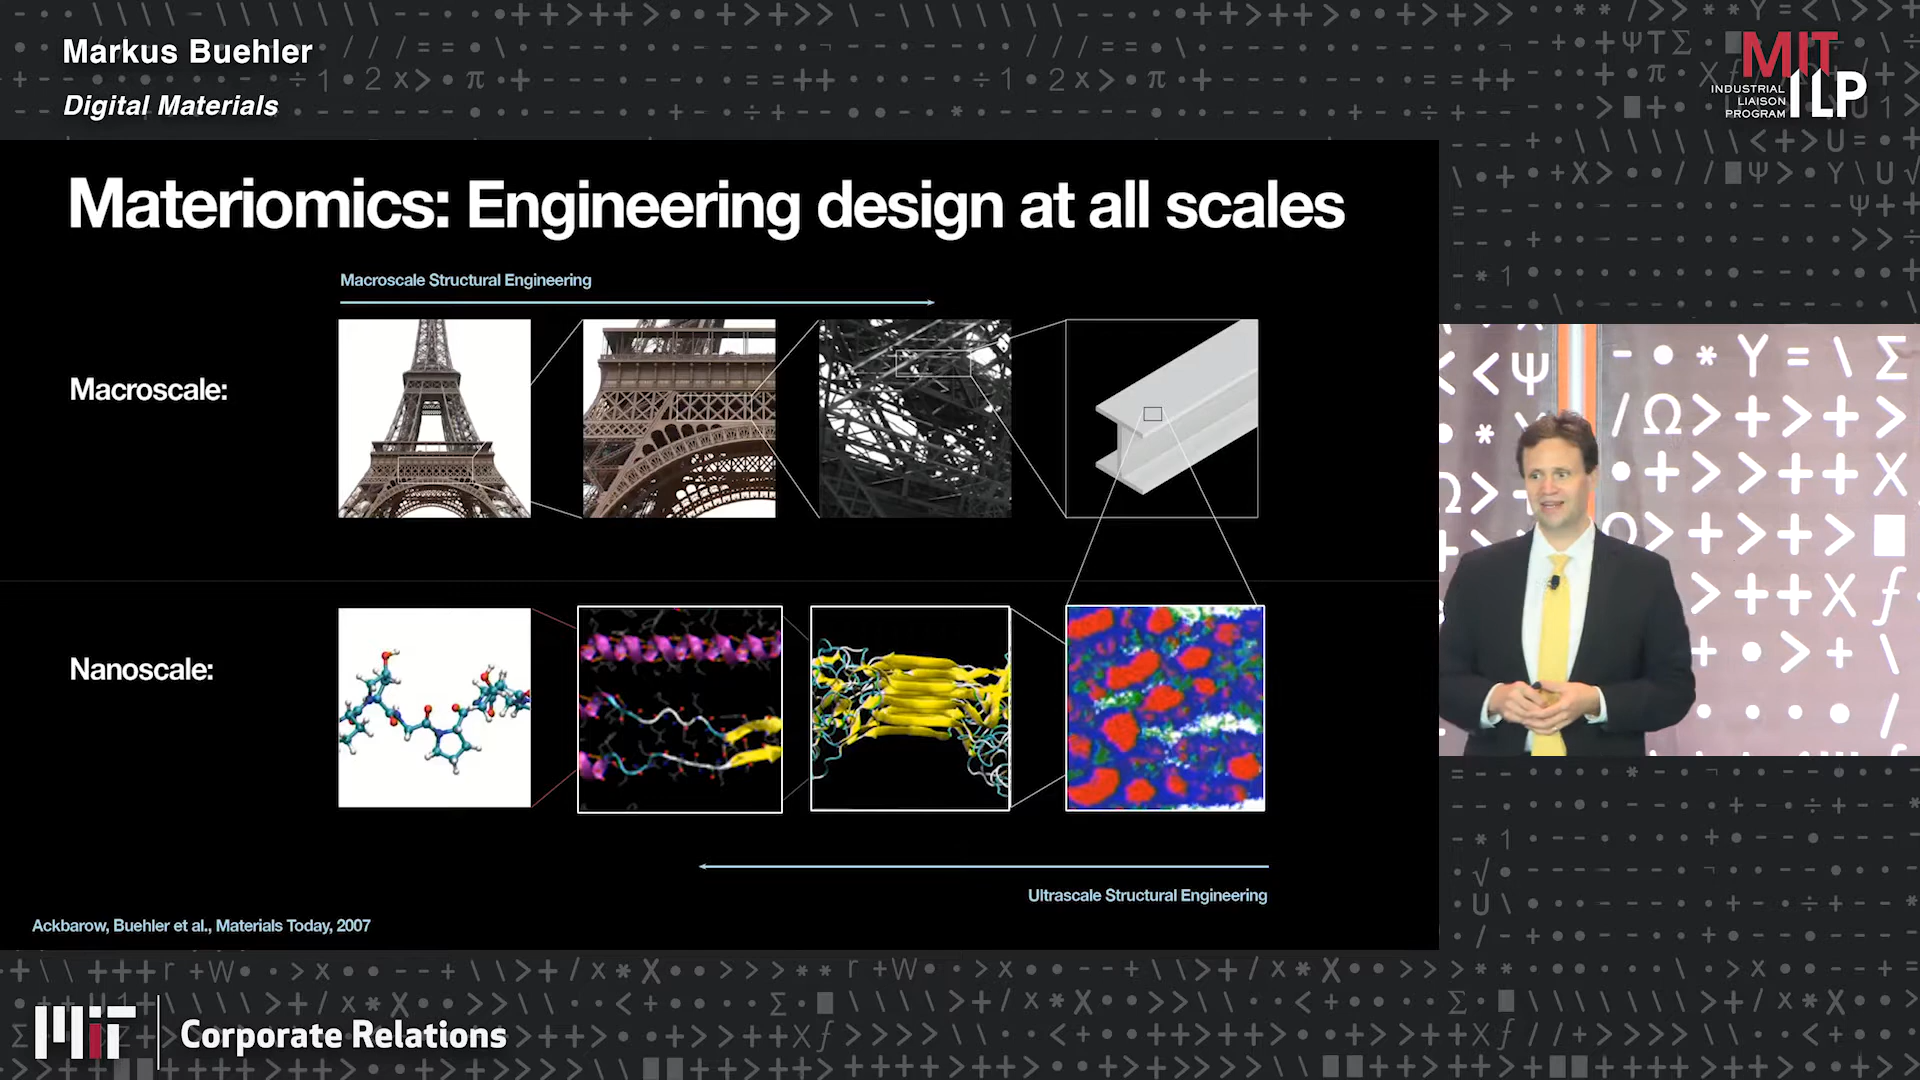 Markus Buehler
Digital Materials
MIT
INDUSTRIAL
LIAISON
PROGRAM
ILP
Materiomics: Engineering design at all scales
Macroscale Structural Engineering
Macroscale:
Nanoscale:
Ultrascale Structural Engineering
Ackbarow, Buehler et al., Materials Today, 2007
MIT
Corporate Relations